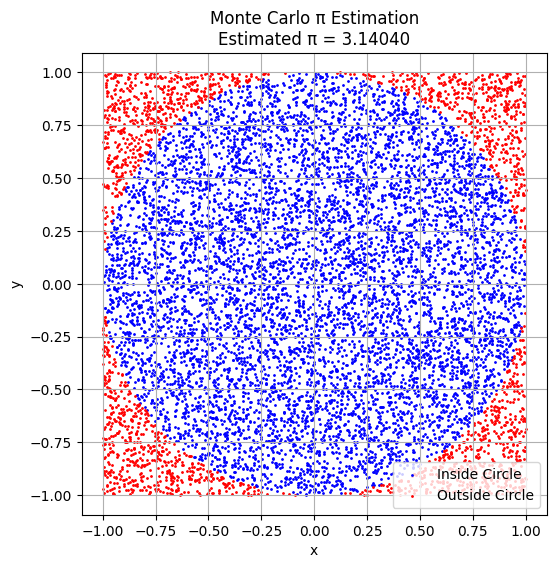 Monte Carlo π Estimation
Estimated π = 3.14040
y
1.00
0.75
0.50
0.25
0.00
−0.25
−0.50
−0.75
−1.00
Inside Circle
Outside Circle
−1.00 −0.75 −0.50 −0.25 0.00 0.25 0.50 0.75 1.00
x